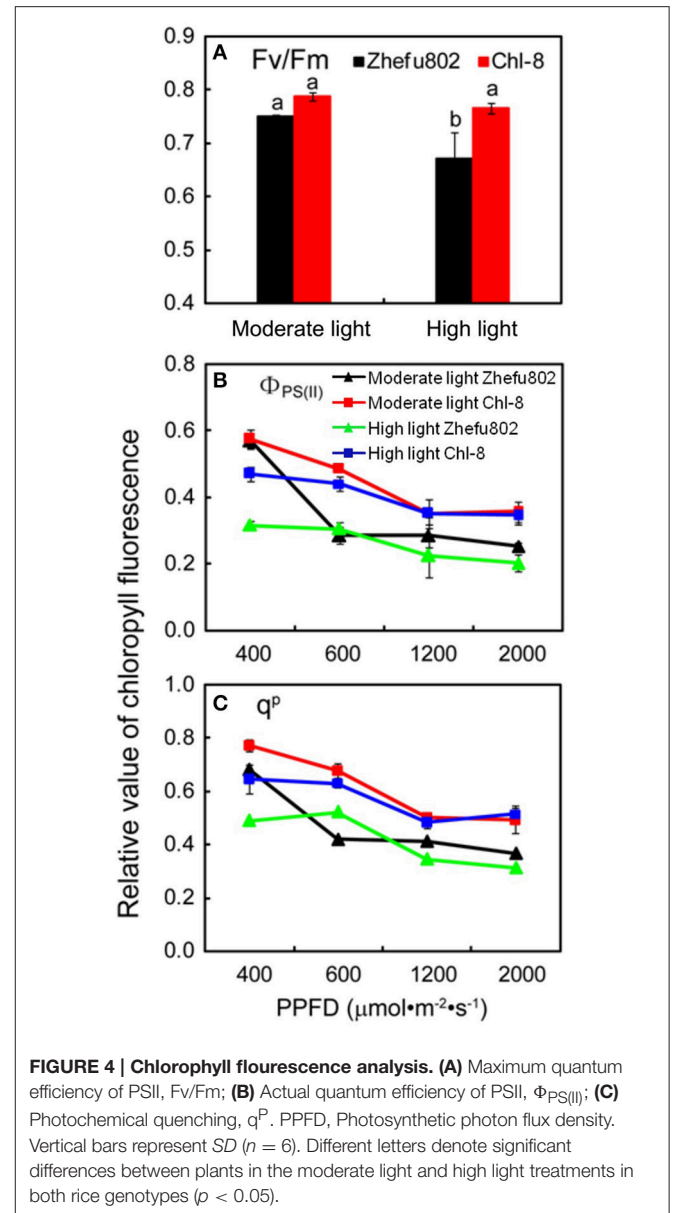 A Fv/Fm Zhefu802 Chl-8
0.9
0.8
0.7
0.6
0.5
0.4
a a b a
Moderate light High light
Relative value of chloropyll fluorescence
B ΦPS(II)
Moderate light Zhefu802
Moderate light Chl-8
High light Zhefu802
High light Chl-8
0.8
0.6
0.4
0.2
0.0
400 600 1200 2000
C qᵖ
1.0
0.8
0.6
0.4
0.2
0.0
400 600 1200 2000
PPFD (μmol•m⁻²•s⁻¹)
FIGURE 4 | Chlorophyll flourescence analysis. (A) Maximum quantum
efficiency of PSII, Fv/Fm; (B) Actual quantum efficiency of PSII, ΦPS(II); (C)
Photochemical quenching, qᴾ. PPFD, Photosynthetic photon flux density.
Vertical bars represent SD (n = 6). Different letters denote significant
differences between plants in the moderate light and high light treatments in
both rice genotypes (p < 0.05).